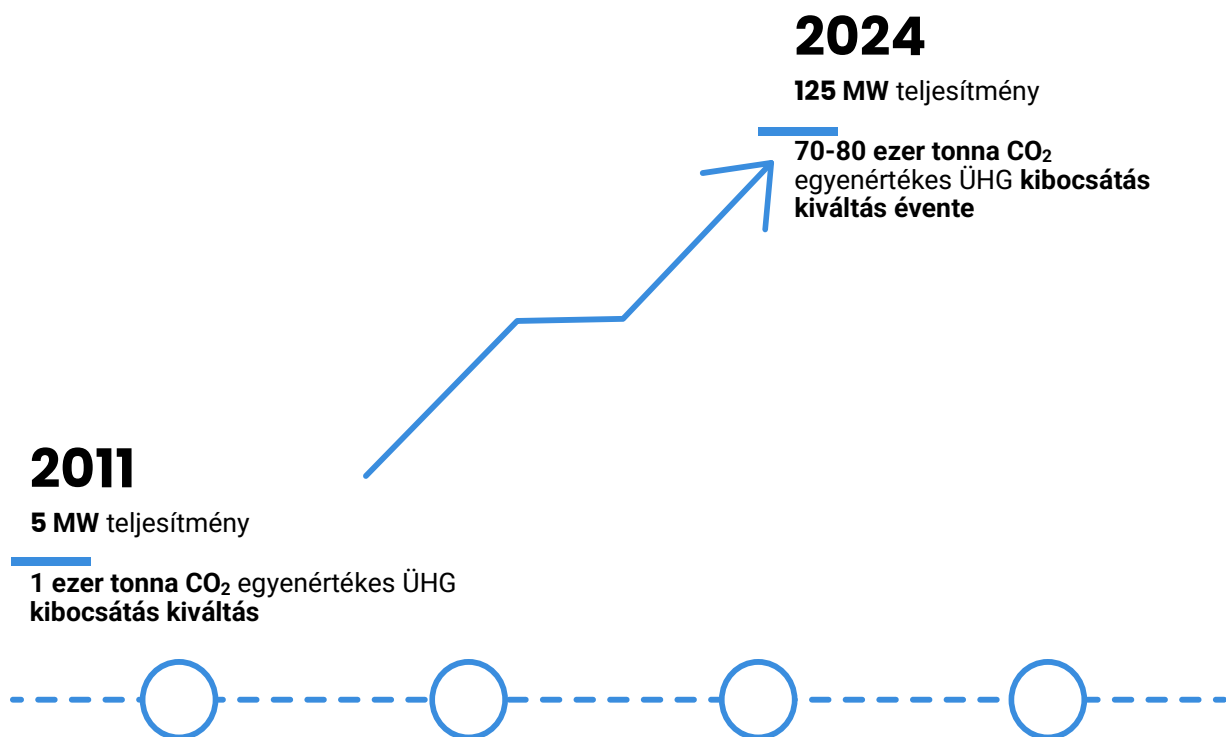 2024
125 MW teljesítmény
70-80 ezer tonna CO₂
egyenértékes ÜHG kibocsátás
kiváltás évente
2011
5 MW teljesítmény
1 ezer tonna CO₂ egyenértékes ÜHG
kibocsátás kiváltás